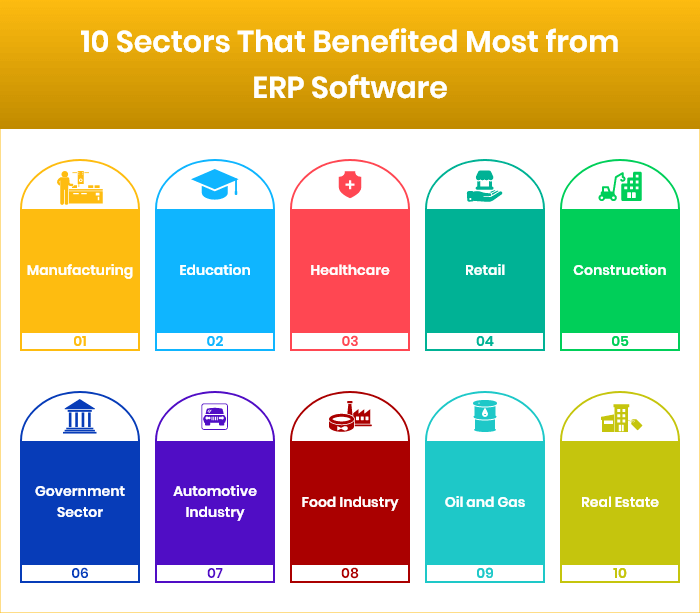 10 Sectors That Benefited Most from
ERP Software
Manufacturing
01
Education
02
Healthcare
03
Retail
04
Construction
05
Government
Sector
06
Automotive
Industry
07
Food Industry
08
Oil and Gas
09
Real Estate
10